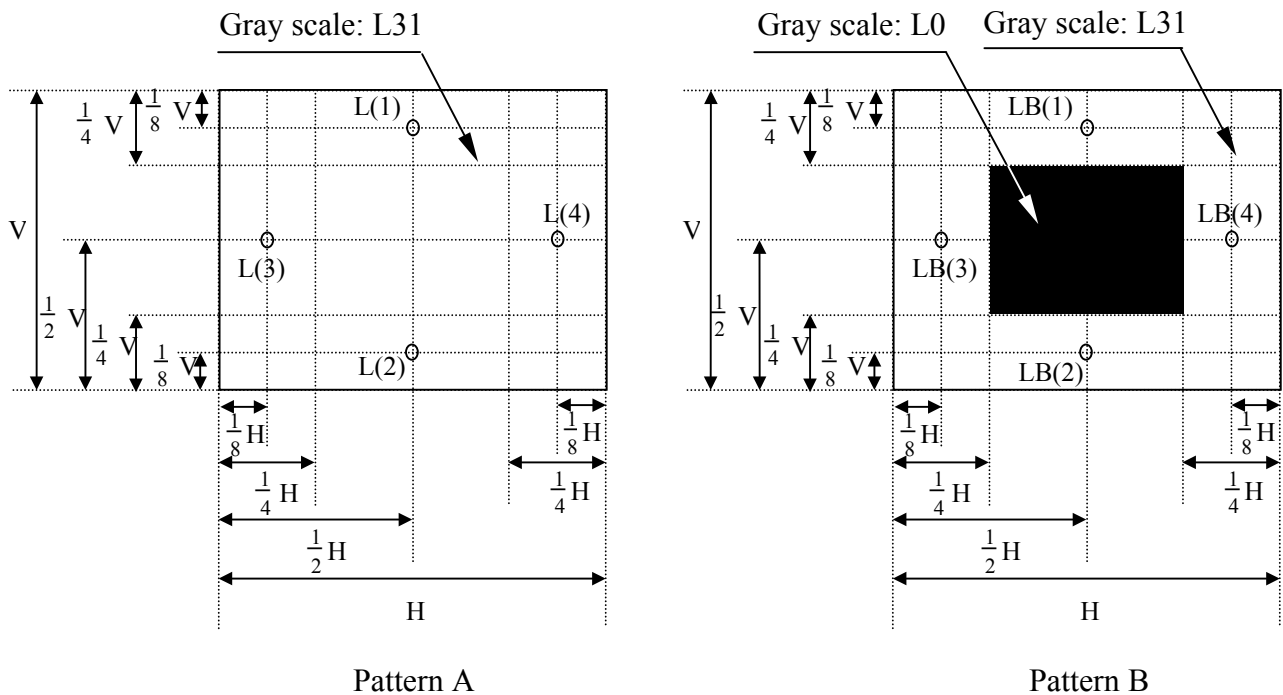 Gray scale: L31
L(1)
1/4 V
1/8 V
V
L(4)
L(3)
1/2 V
1/4 V
1/8 V
L(2)
1/8 H
1/8 H
1/4 H
1/4 H
1/2 H
H
Pattern A
Gray scale: L0
Gray scale: L31
LB(1)
1/4 V
1/8 V
V
LB(4)
LB(3)
1/2 V
1/4 V
1/8 V
LB(2)
1/8 H
1/8 H
1/4 H
1/4 H
1/2 H
H
Pattern B